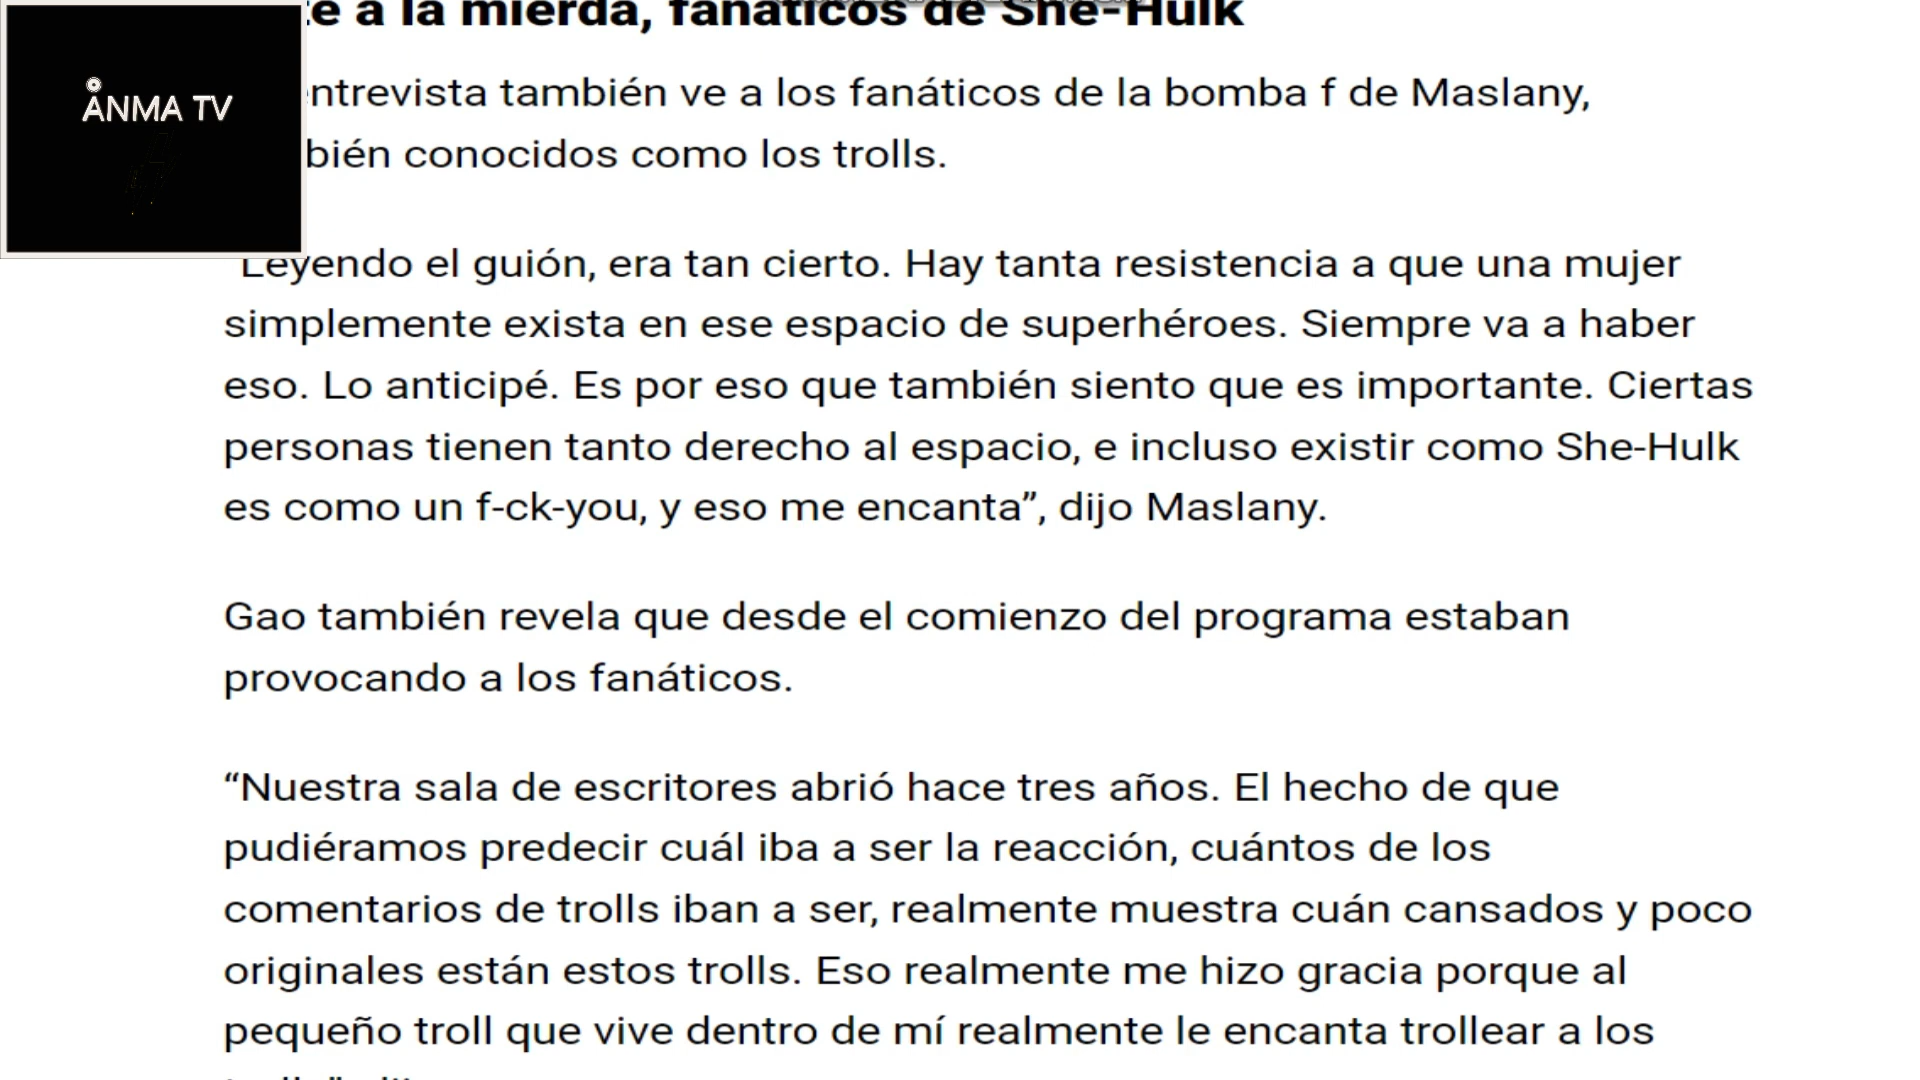 a la mierda, fanáticos de She-Hulk
ÅNMA TV
ntrevista también ve a los fanáticos de la bomba f de Maslany,
bién conocidos como los trolls.
Leyendo el guión, era tan cierto. Hay tanta resistencia a que una mujer
simplemente exista en ese espacio de superhéroes. Siempre va a haber
eso. Lo anticipé. Es por eso que también siento que es importante. Ciertas
personas tienen tanto derecho al espacio, e incluso existir como She-Hulk
es como un f-ck-you, y eso me encanta”, dijo Maslany.
Gao también revela que desde el comienzo del programa estaban
provocando a los fanáticos.
“Nuestra sala de escritores abrió hace tres años. El hecho de que
pudiéramos predecir cuál iba a ser la reacción, cuántos de los
comentarios de trolls iban a ser, realmente muestra cuán cansados y poco
originales están estos trolls. Eso realmente me hizo gracia porque al
pequeño troll que vive dentro de mí realmente le encanta trollear a los